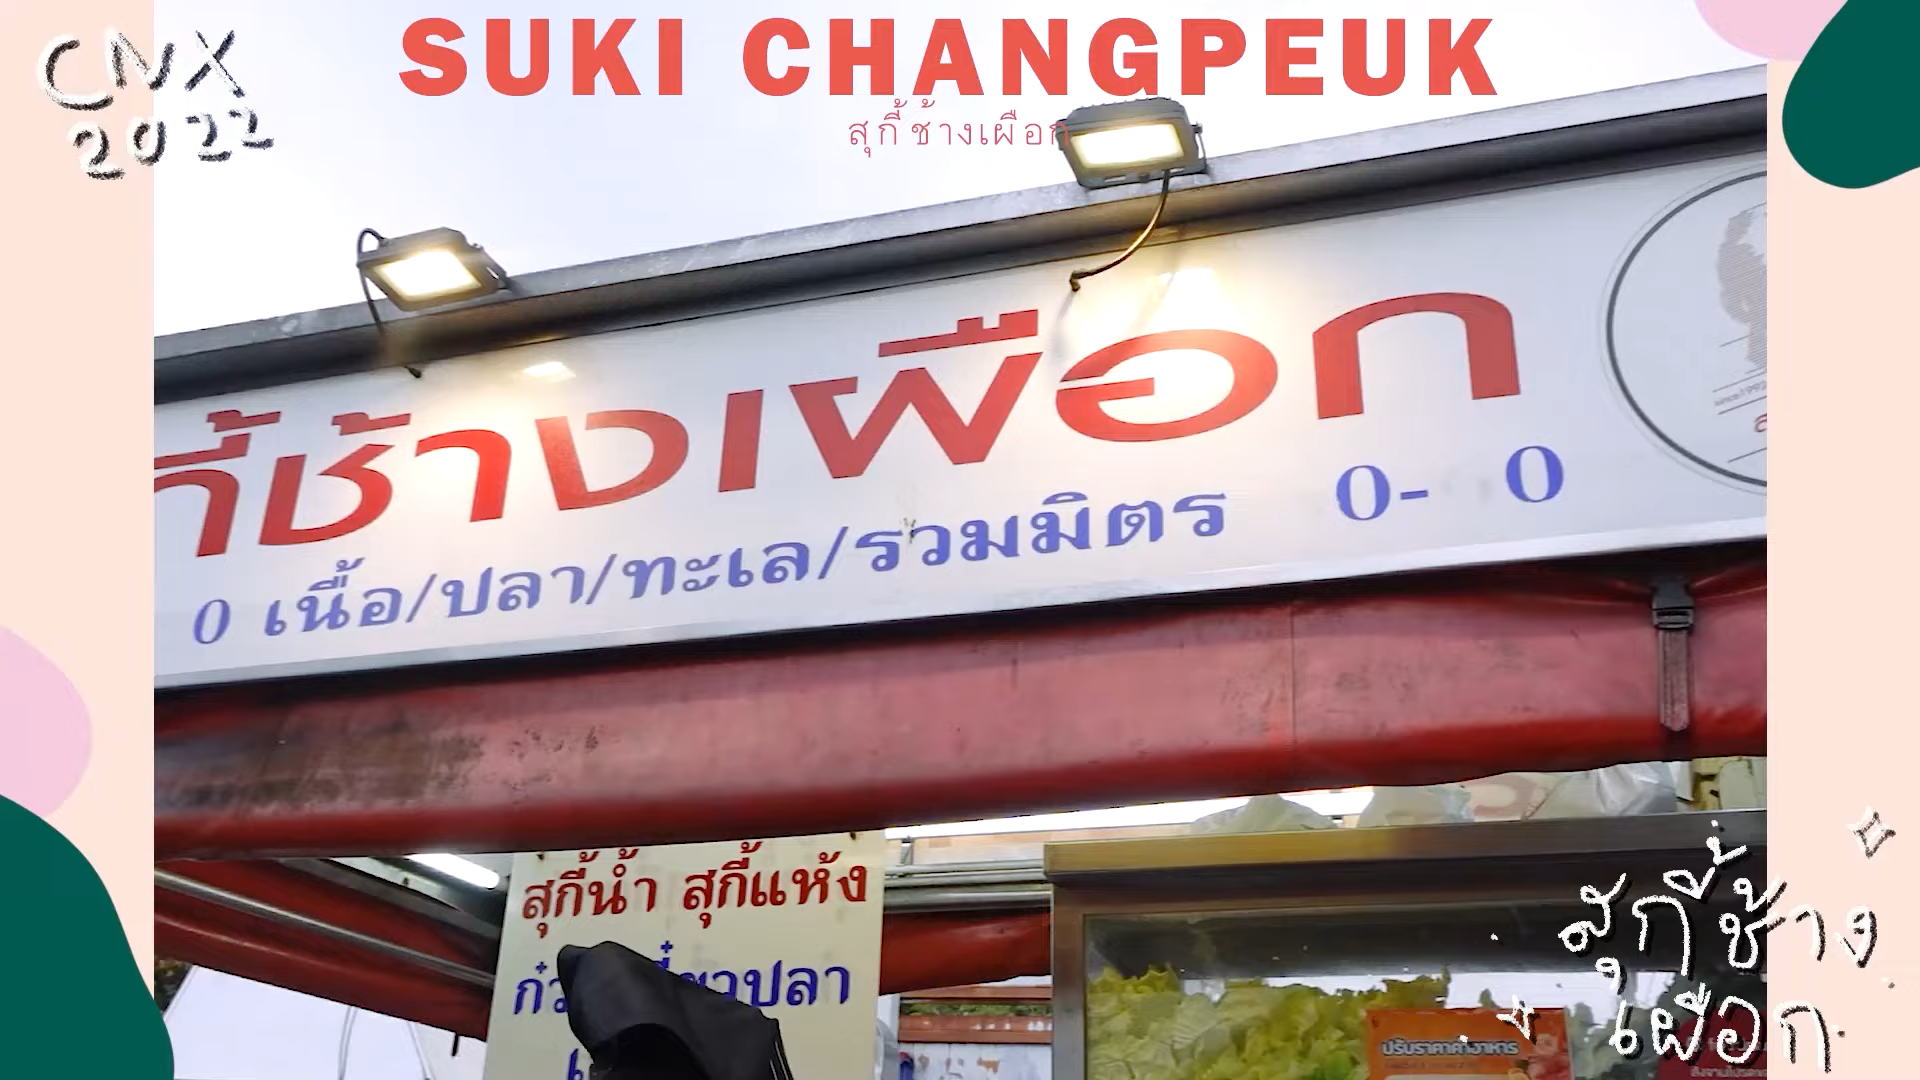 CNX
2022
SUKI CHANGPEUK
สุกี้ช้างเผือก
กี้ช้างเผือก
0 เนื้อ/ปลา/ทะเล/รวมมิตร 0- 0
สุกี้น้ำ สุกี้แห้ง
ปลา
ปรับราคาค่าอาหาร
สุกี้ช้าง
เผือก